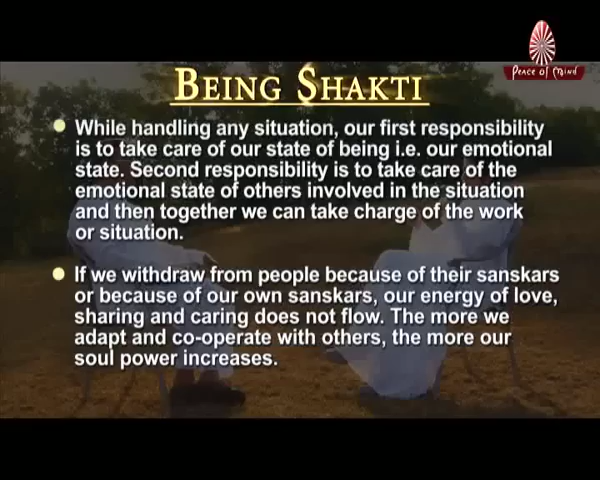 Peace of Mind
Being Shakti
While handling any situation, our first responsibility
is to take care of our state of being i.e. our emotional
state. Second responsibility is to take care of the
emotional state of others involved in the situation
and then together we can take charge of the work
or situation.
If we withdraw from people because of their sanskars
or because of our own sanskars, our energy of love,
sharing and caring does not flow. The more we
adapt and co-operate with others, the more our
soul power increases.